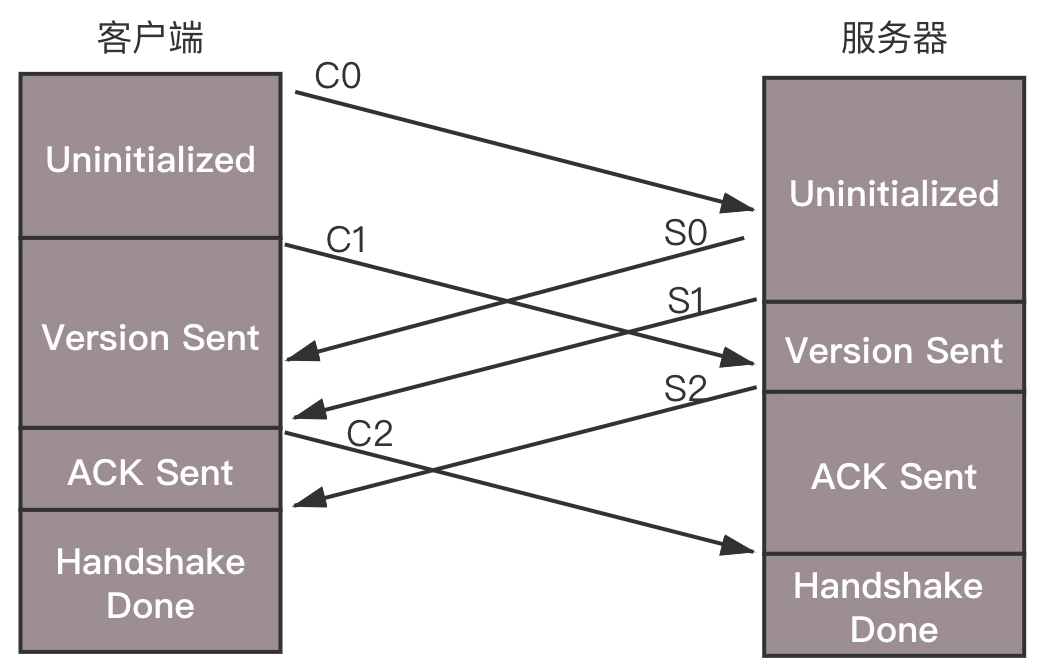 客户端
服务器
C0
Uninitialized
Uninitialized
C1
S0
S1
Version Sent
Version Sent
S2
C2
ACK Sent
ACK Sent
Handshake
Done
Handshake
Done